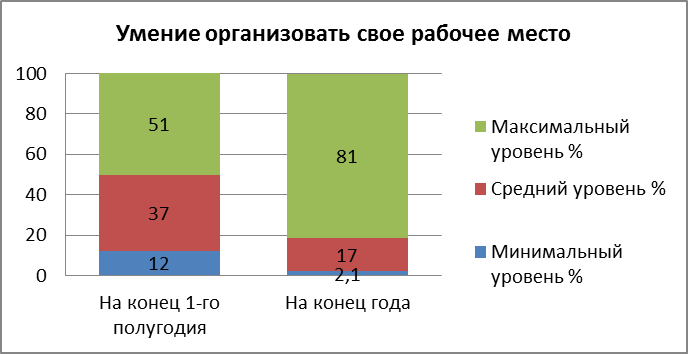 Умение организовать свое рабочее место
100
80
60
40
20
0
51
37
12
81
17
2,1
На конец 1-го
полугодия
На конец года
Максимальный
уровень %
Средний уровень %
Минимальный
уровень %